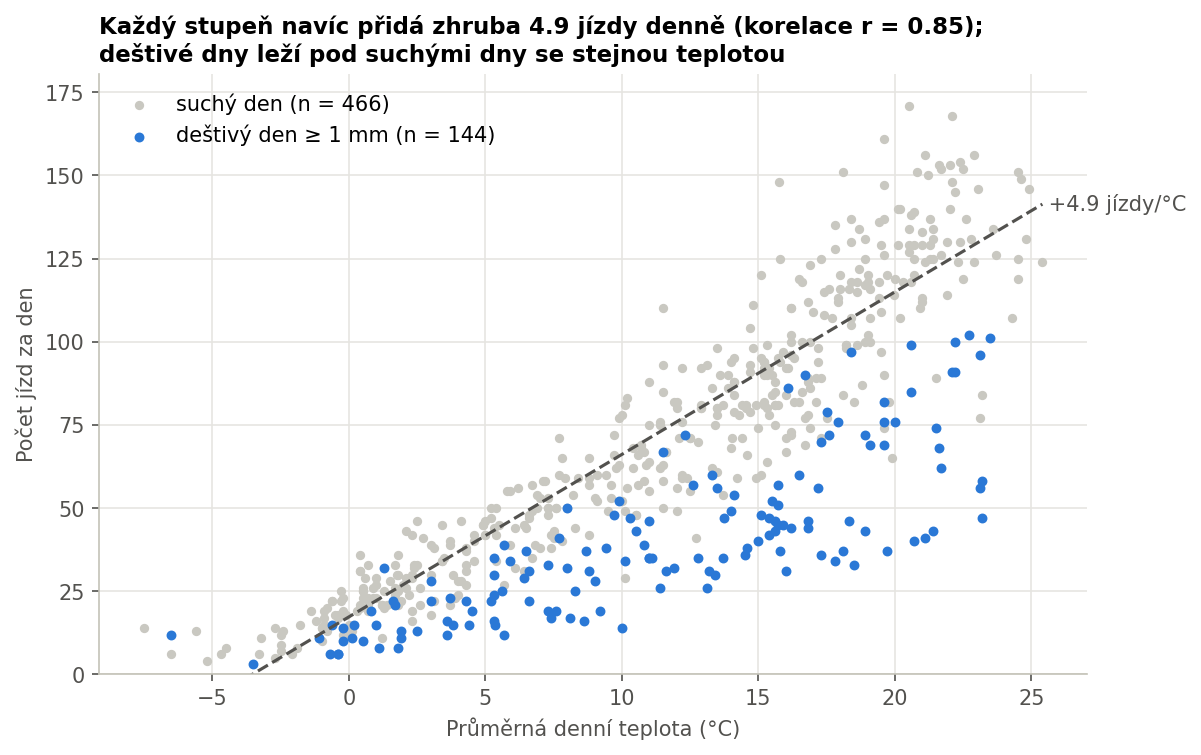 Každý stupeň navíc přidá zhruba 4.9 jízdy denně (korelace r = 0.85);
deštivé dny leží pod suchými dny se stejnou teplotou
suchý den (n = 466)
deštivý den ≥ 1 mm (n = 144)
175
150
125
100
75
50
25
0
Počet jízd za den
+4.9 jízdy/°C
−5
0
5
10
15
20
25
Průměrná denní teplota (°C)